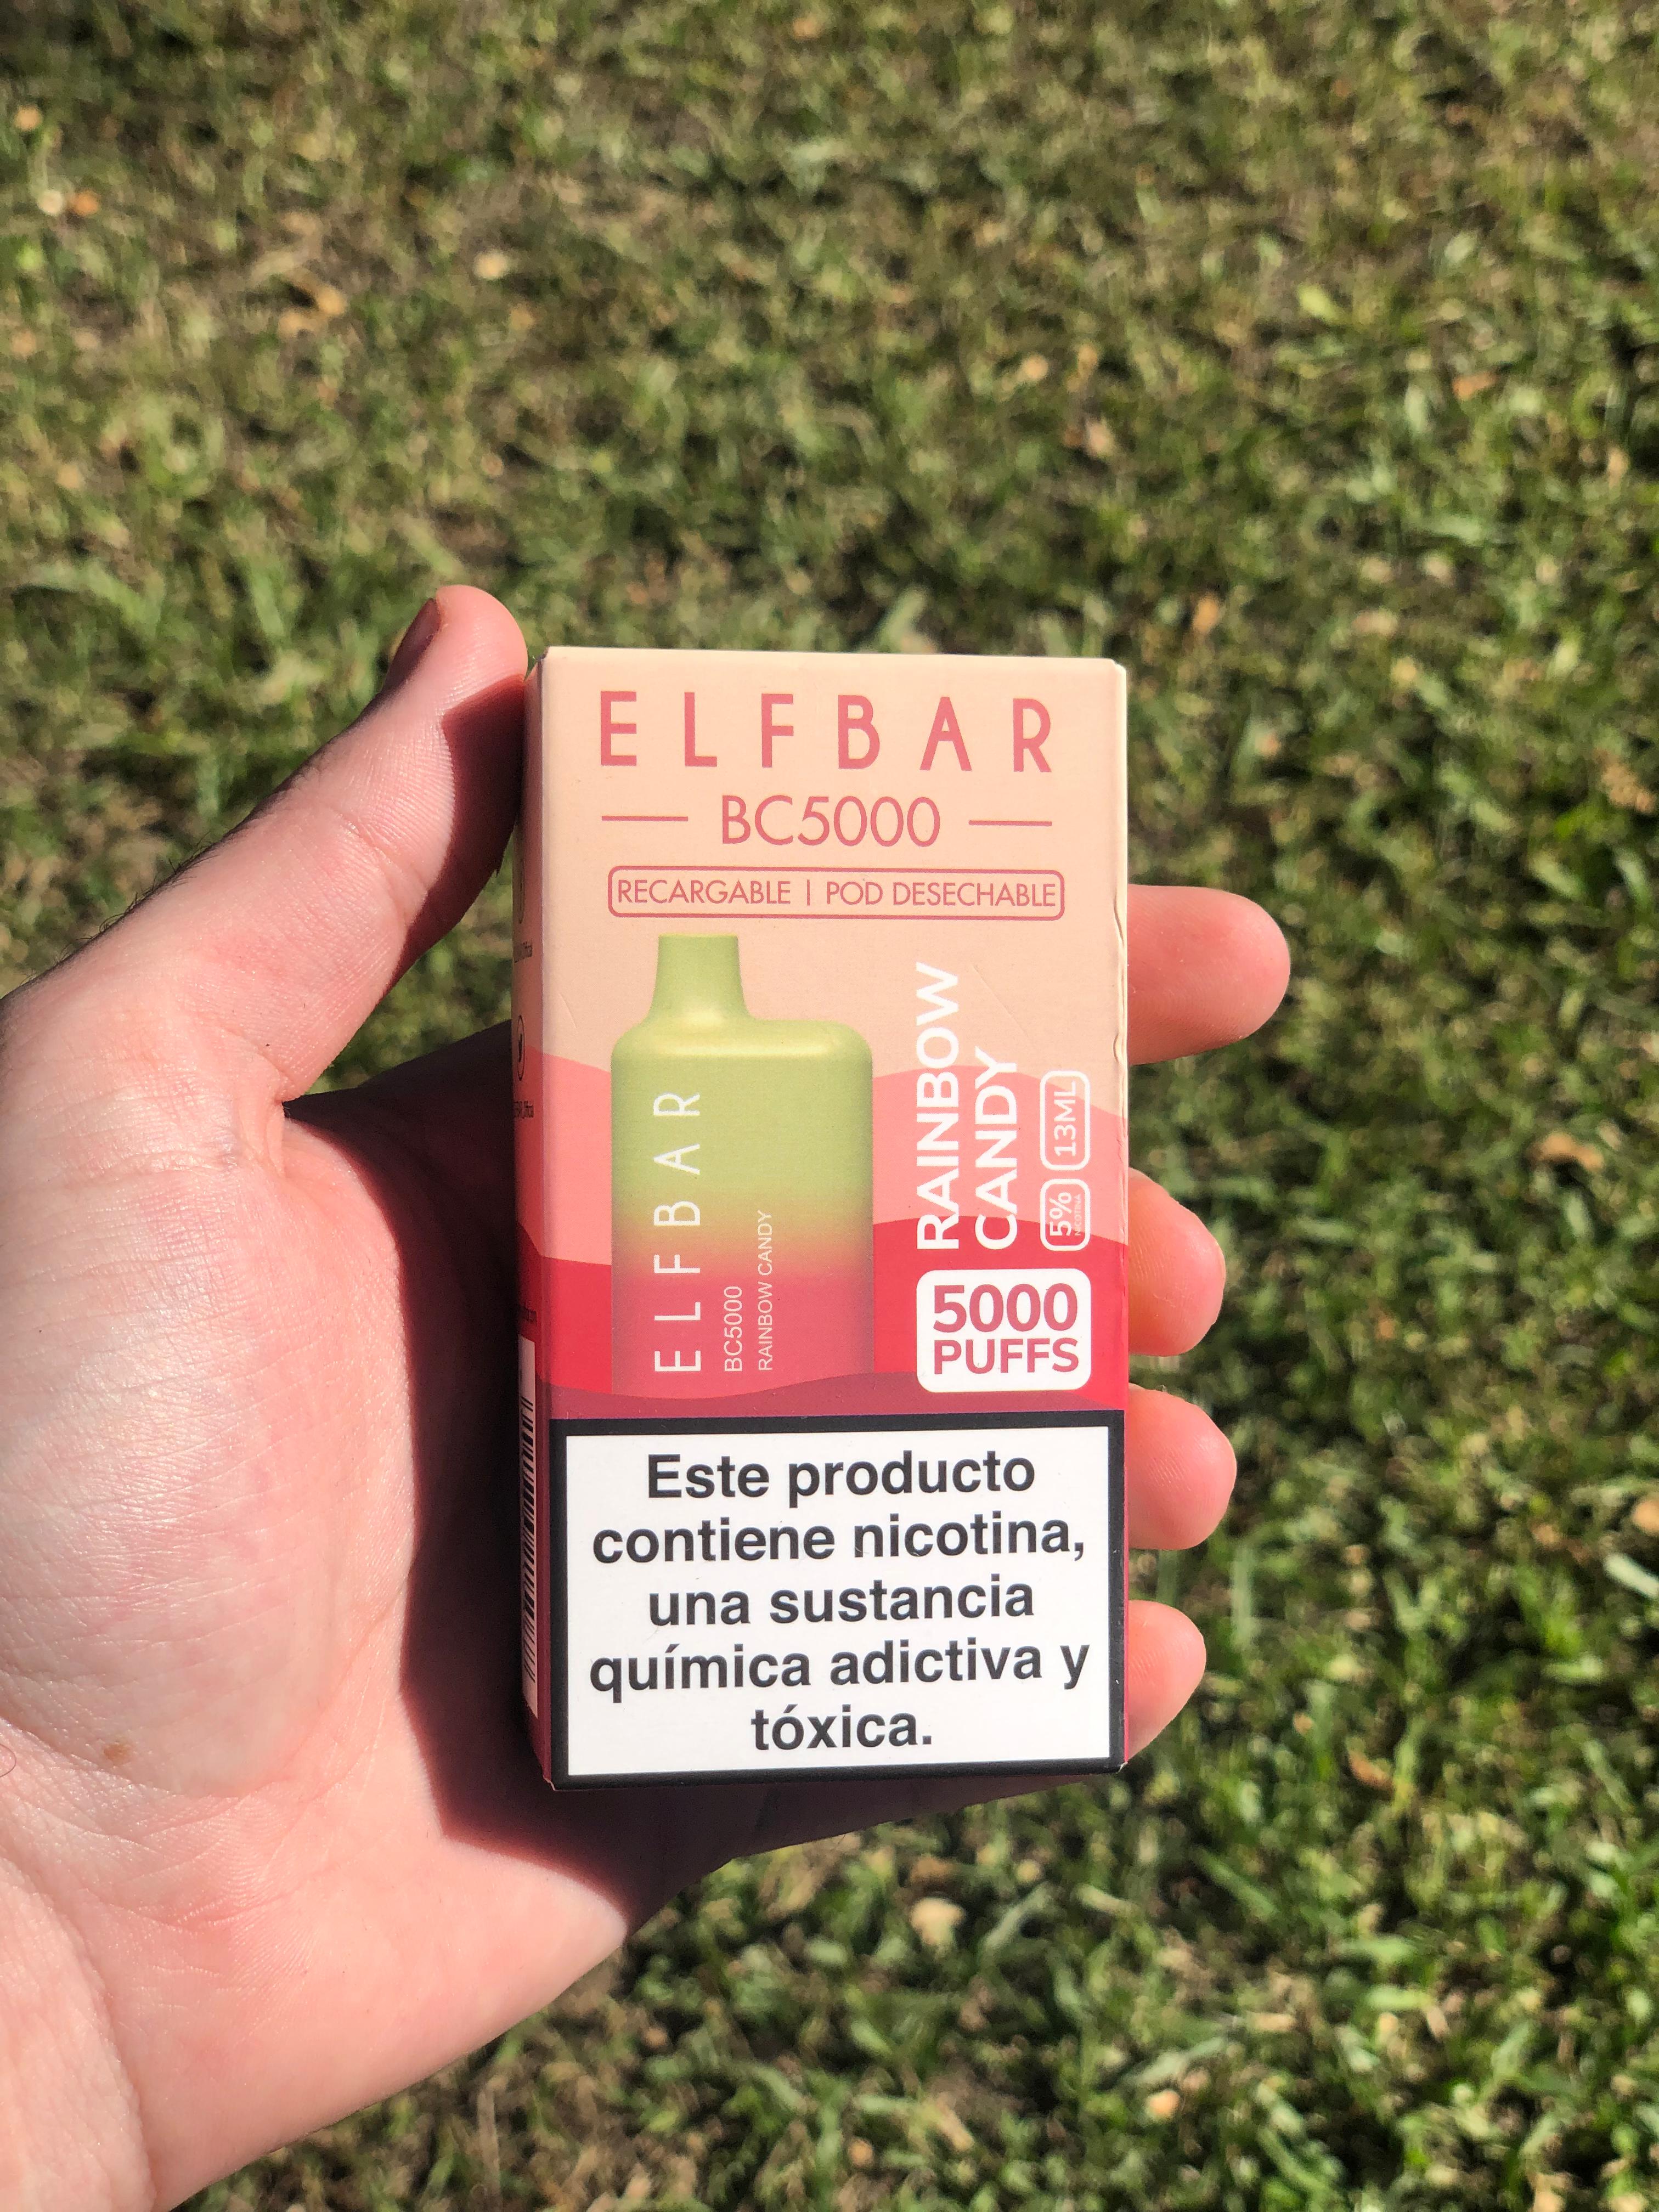 ELFBAR
BC5000
RECARGABLE | POD DESECHABLE
ELFBAR
BC5000
RAINBOW CANDY
RAINBOW
CANDY
5% NICOTINA
13ML
5000
PUFFS
Este producto
contiene nicotina,
una sustancia
química adictiva y
tóxica.